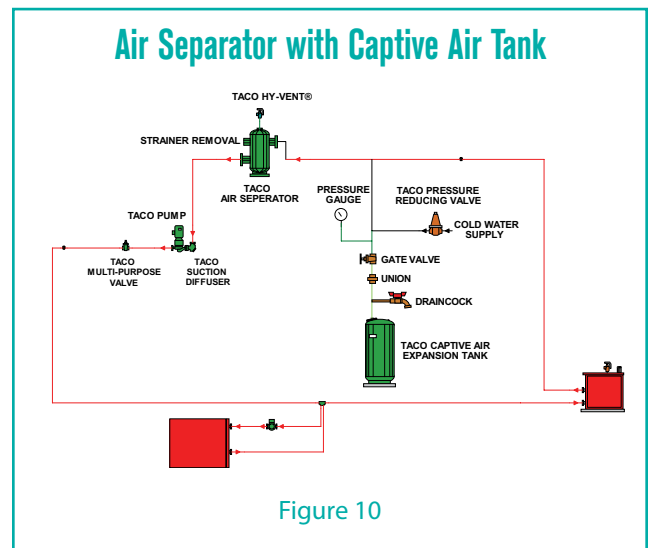 Air Separator with Captive Air Tank
TACO HY-VENT®
STRAINER REMOVAL
TACO
AIR SEPERATOR
PRESSURE
GAUGE
TACO PRESSURE
REDUCING VALVE
COLD WATER
SUPPLY
TACO PUMP
TACO
MULTI-PURPOSE
VALVE
TACO
SUCTION
DIFFUSER
GATE VALVE
UNION
DRAINCOCK
TACO CAPTIVE AIR
EXPANSION TANK
Figure 10